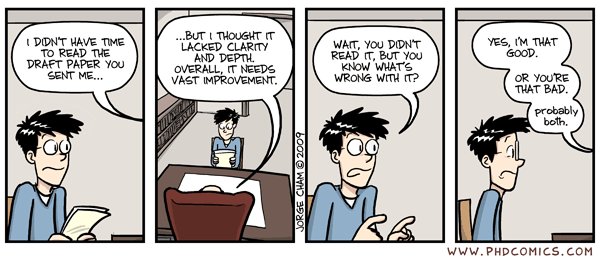 I DIDN'T HAVE TIME
TO READ THE
DRAFT PAPER YOU
SENT ME...
...BUT I THOUGHT IT
LACKED CLARITY
AND DEPTH.
OVERALL, IT NEEDS
VAST IMPROVEMENT.
WAIT, YOU DIDN'T
READ IT, BUT YOU
KNOW WHAT'S
WRONG WITH IT?
YES, I'M THAT
GOOD.
OR YOU'RE
THAT BAD.
probably
both.
JORGE CHAM © 2009
WWW.PHDCOMICS.COM